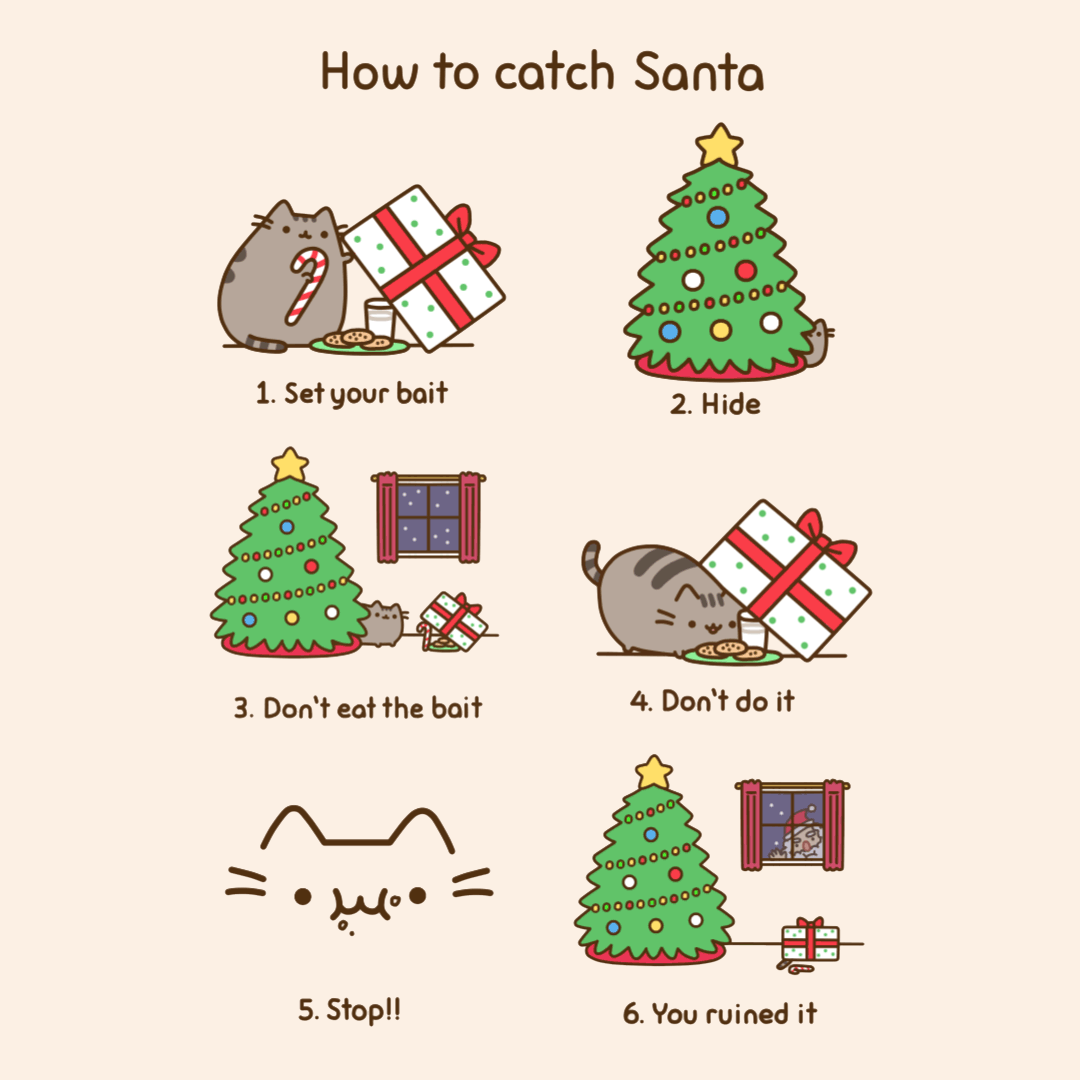 How to catch Santa
1. Set your bait
2. Hide
3. Don't eat the bait
4. Don't do it
5. Stop!!
6. You ruined it